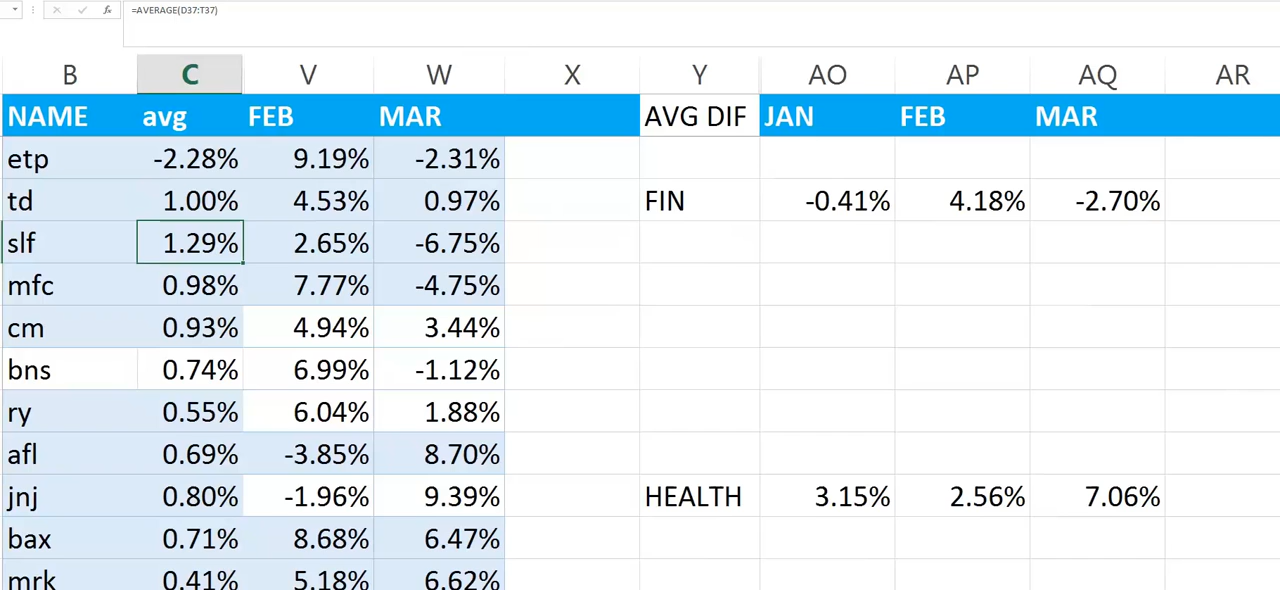 =AVERAGE(D37:T37)
B C V W X Y AO AP AQ AR
NAME avg FEB MAR AVG DIF JAN FEB MAR
etp -2.28% 9.19% -2.31%
td 1.00% 4.53% 0.97% FIN -0.41% 4.18% -2.70%
slf 1.29% 2.65% -6.75%
mfc 0.98% 7.77% -4.75%
cm 0.93% 4.94% 3.44%
bns 0.74% 6.99% -1.12%
ry 0.55% 6.04% 1.88%
afl 0.69% -3.85% 8.70%
jnj 0.80% -1.96% 9.39% HEALTH 3.15% 2.56% 7.06%
bax 0.71% 8.68% 6.47%
mrk 0.41% 5.18% 6.62%